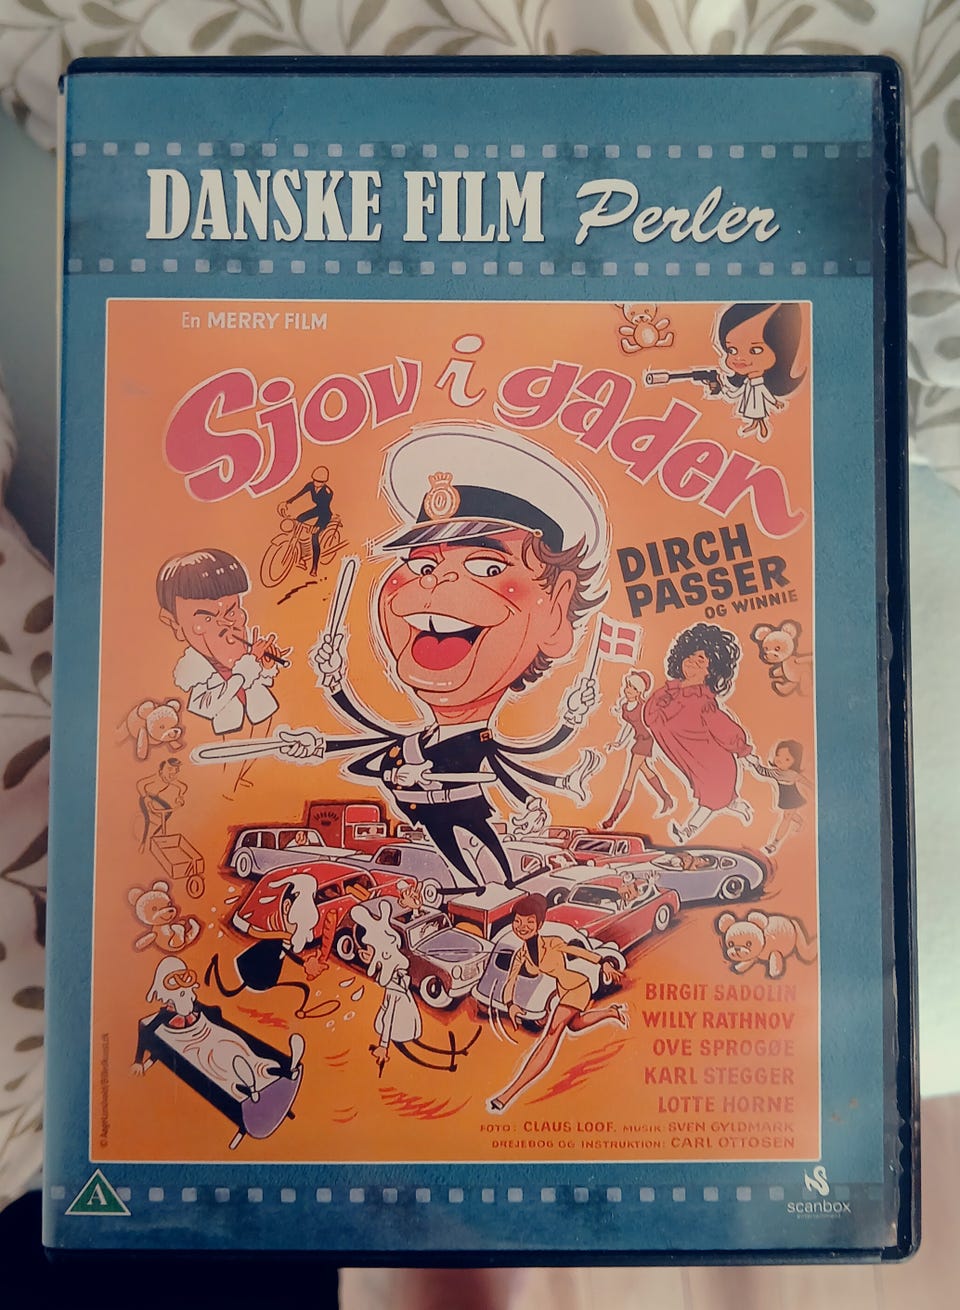 DANSKE FILM Perler
En MERRY FILM
Sjov i gaden
DIRCH
PASSER
OG WINNIE
BIRGIT SADOLIN
WILLY RATHNOV
OVE SPROGØE
KARL STEGGER
LOTTE HORNE
FOTO: CLAUS LOOF. MUSIK: SVEN GYLDMARK
DREJEBOG OG INSTRUKTION: CARL OTTOSEN
A
scanbox
entertainment